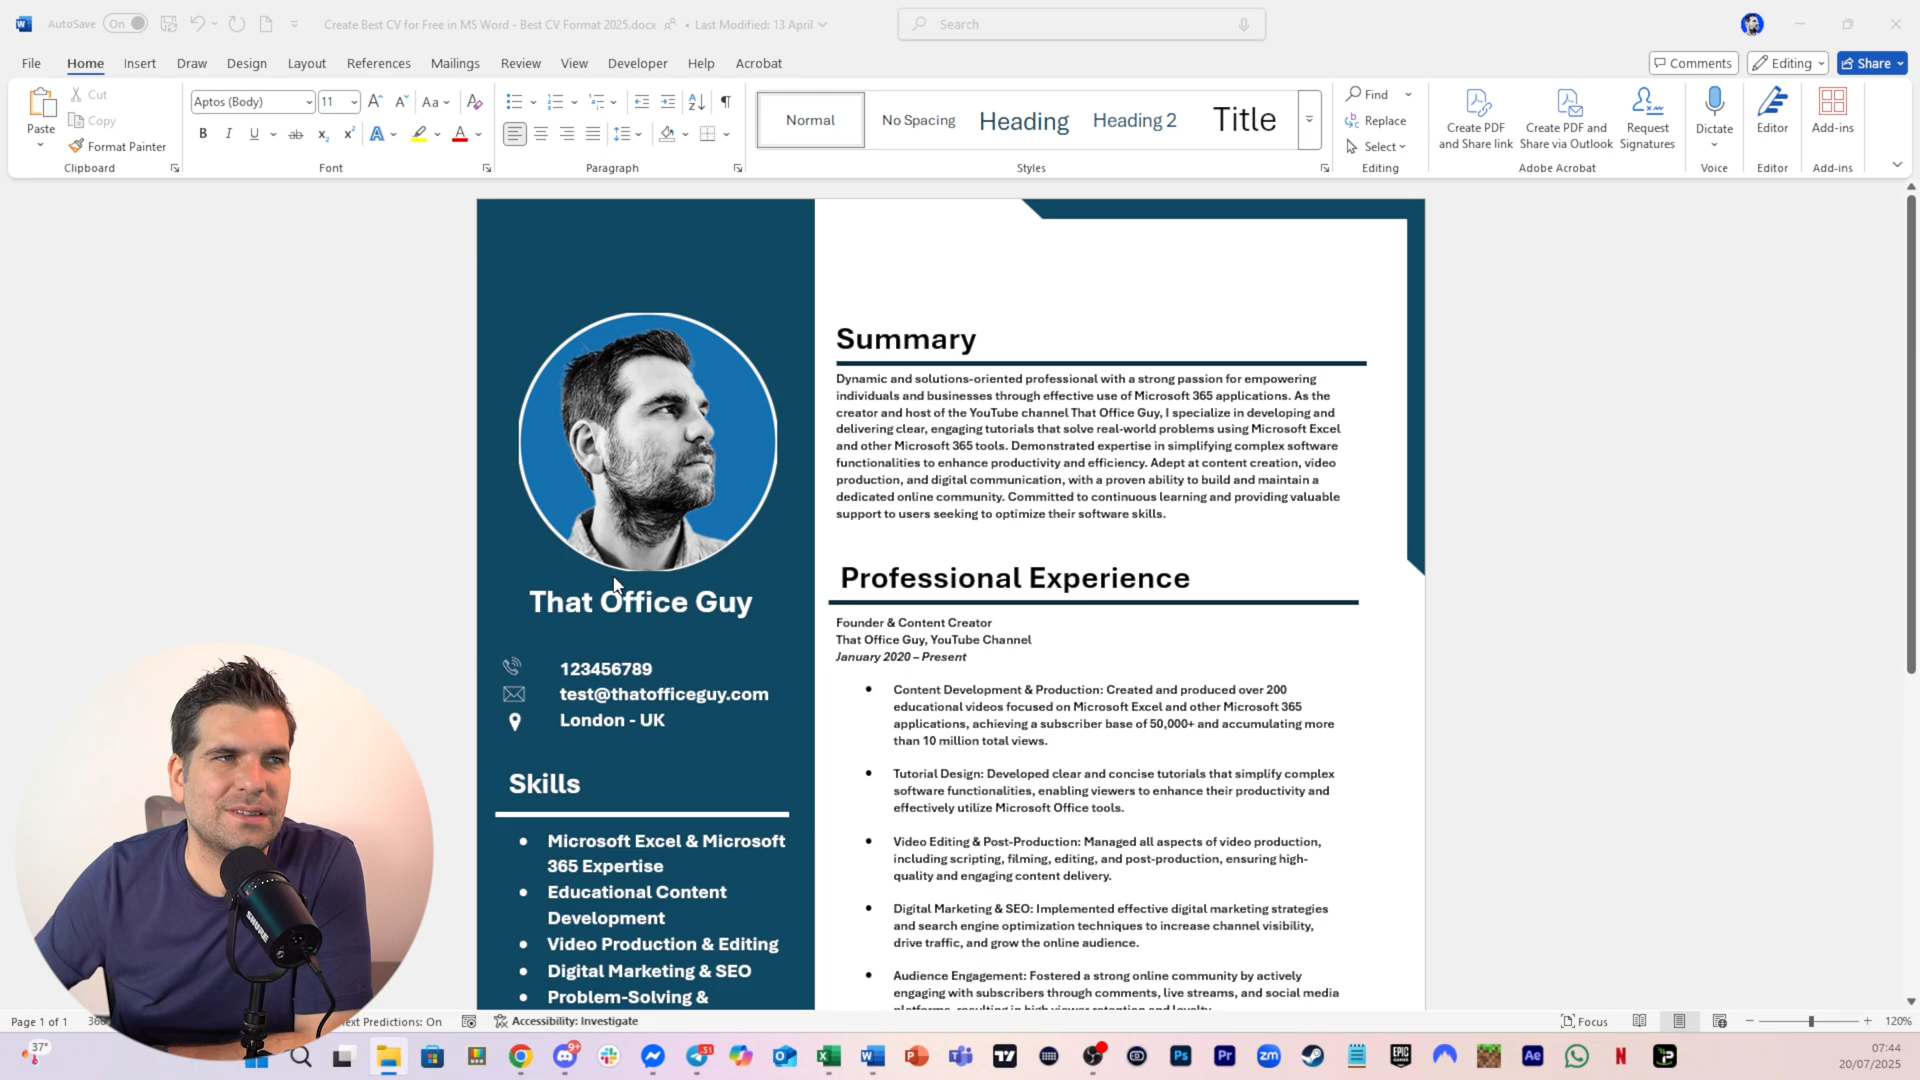 AutoSave On Create Best CV for Free in MS Word - Best CV Format 2025.docx • Last Modified: 13 April Search
File Home Insert Draw Design Layout References Mailings Review View Developer Help Acrobat Comments Editing Share
Paste Cut Copy Format Painter Clipboard
Aptos (Body) 11 Aa B I U ab x₂ x² A A Font
Paragraph
Normal No Spacing Heading Heading 2 Title Styles
Find Replace Select Editing
Create PDF and Share link Create PDF and Share via Outlook Request Signatures Adobe Acrobat
Dictate Voice Editor Editor Add-ins Add-ins
That Office Guy
123456789
test@thatofficeguy.com
London - UK
Skills
Microsoft Excel & Microsoft
365 Expertise
Educational Content
Development
Video Production & Editing
Digital Marketing & SEO
Problem-Solving &
Summary
Dynamic and solutions-oriented professional with a strong passion for empowering
individuals and businesses through effective use of Microsoft 365 applications. As the
creator and host of the YouTube channel That Office Guy, I specialize in developing and
delivering clear, engaging tutorials that solve real-world problems using Microsoft Excel
and other Microsoft 365 tools. Demonstrated expertise in simplifying complex software
functionalities to enhance productivity and efficiency. Adept at content creation, video
production, and digital communication, with a proven ability to build and maintain a
dedicated online community. Committed to continuous learning and providing valuable
support to users seeking to optimize their software skills.
Professional Experience
Founder & Content Creator
That Office Guy, YouTube Channel
January 2020 – Present
Content Development & Production: Created and produced over 200
educational videos focused on Microsoft Excel and other Microsoft 365
applications, achieving a subscriber base of 50,000+ and accumulating more
than 10 million total views.
Tutorial Design: Developed clear and concise tutorials that simplify complex
software functionalities, enabling viewers to enhance their productivity and
effectively utilize Microsoft Office tools.
Video Editing & Post-Production: Managed all aspects of video production,
including scripting, filming, editing, and post-production, ensuring high-
quality and engaging content delivery.
Digital Marketing & SEO: Implemented effective digital marketing strategies
and search engine optimization techniques to increase channel visibility,
drive traffic, and grow the online audience.
Audience Engagement: Fostered a strong online community by actively
engaging with subscribers through comments, live streams, and social media
platforms, resulting in high viewer retention and loyalty.
SHURE
Page 1 of 1 Predictions: On Accessibility: Investigate Focus 120%
37°
07:44
20/07/2025